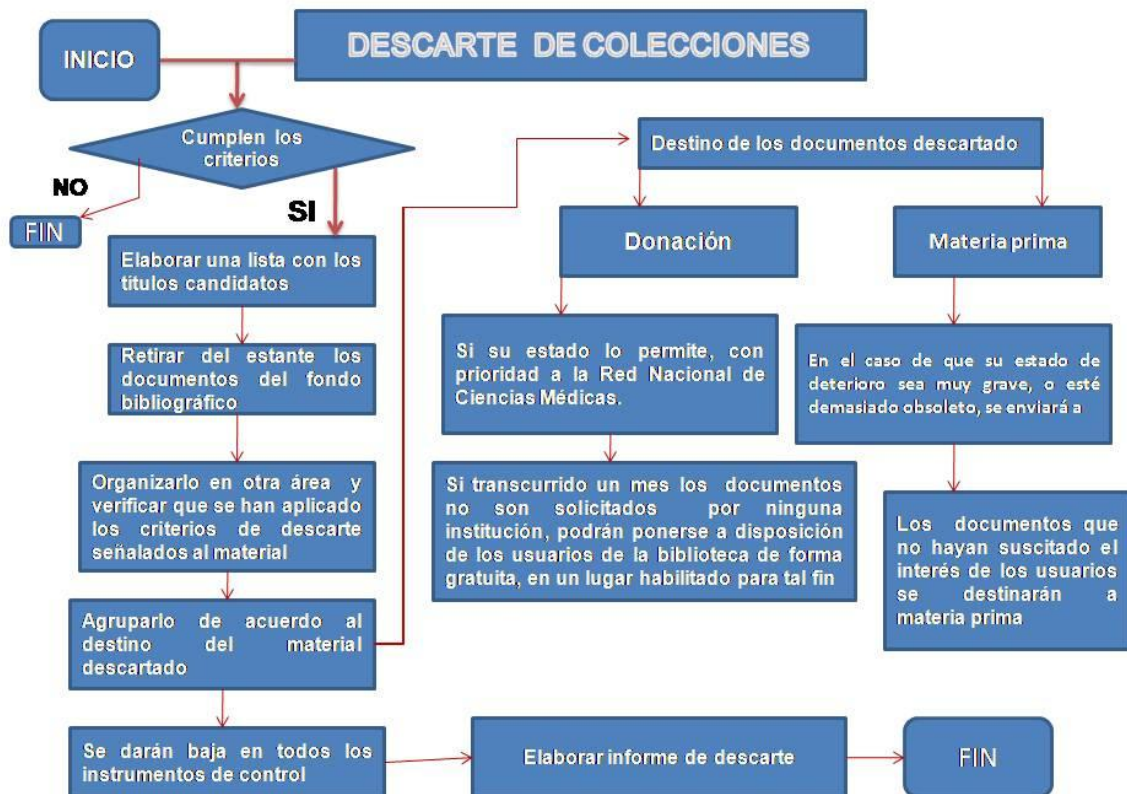 INICIO
DESCARTE DE COLECCIONES
Cumplen los
criterios
NO
SI
FIN
Elaborar una lista con los
titulos candidatos
Retirar del estante los
documentos del fondo
bibliográfico
Organizarlo en otra área y
verificar que se han aplicado
los criterios de descarte
señalados al material
Agruparlo de acuerdo al
destino del material
descartado
Se darán baja en todos los
instrumentos de control
Elaborar informe de descarte
FIN
Destino de los documentos descartado
Donación
Si su estado lo permite, con
prioridad a la Red Nacional de
Ciencias Médicas.
Si transcurrido un mes los documentos
no son solicitados por ninguna
institución, podrán ponerse a disposición
de los usuarios de la biblioteca de forma
gratuita, en un lugar habilitado para tal fin
Materia prima
En el caso de que su estado de
deterioro sea muy grave, o esté
demasiado obsoleto, se enviará a
Los documentos que
no hayan suscitado el
interés de los usuarios
se destinarán a
materia prima